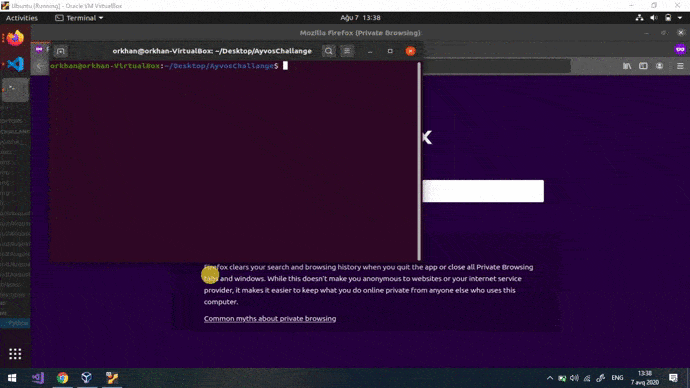 Ubuntu [Running] - Oracle VM VirtualBox
Activities
Terminal
Ağu 7 13:38
Mozilla Firefox (Private Browsing)
orkhan@orkhan-VirtualBox: ~/Desktop/AyvosChallange
orkhan@orkhan-VirtualBox:~/Desktop/AyvosChallange$
x
Firefox clears your search and browsing history when you quit the app or close all Private Browsing
tabs and windows. While this doesn't make you anonymous to websites or your internet service
provider, it makes it easier to keep what you do online private from anyone else who uses this
computer.
Common myths about private browsing
ENG
13:38
7 avq 2020